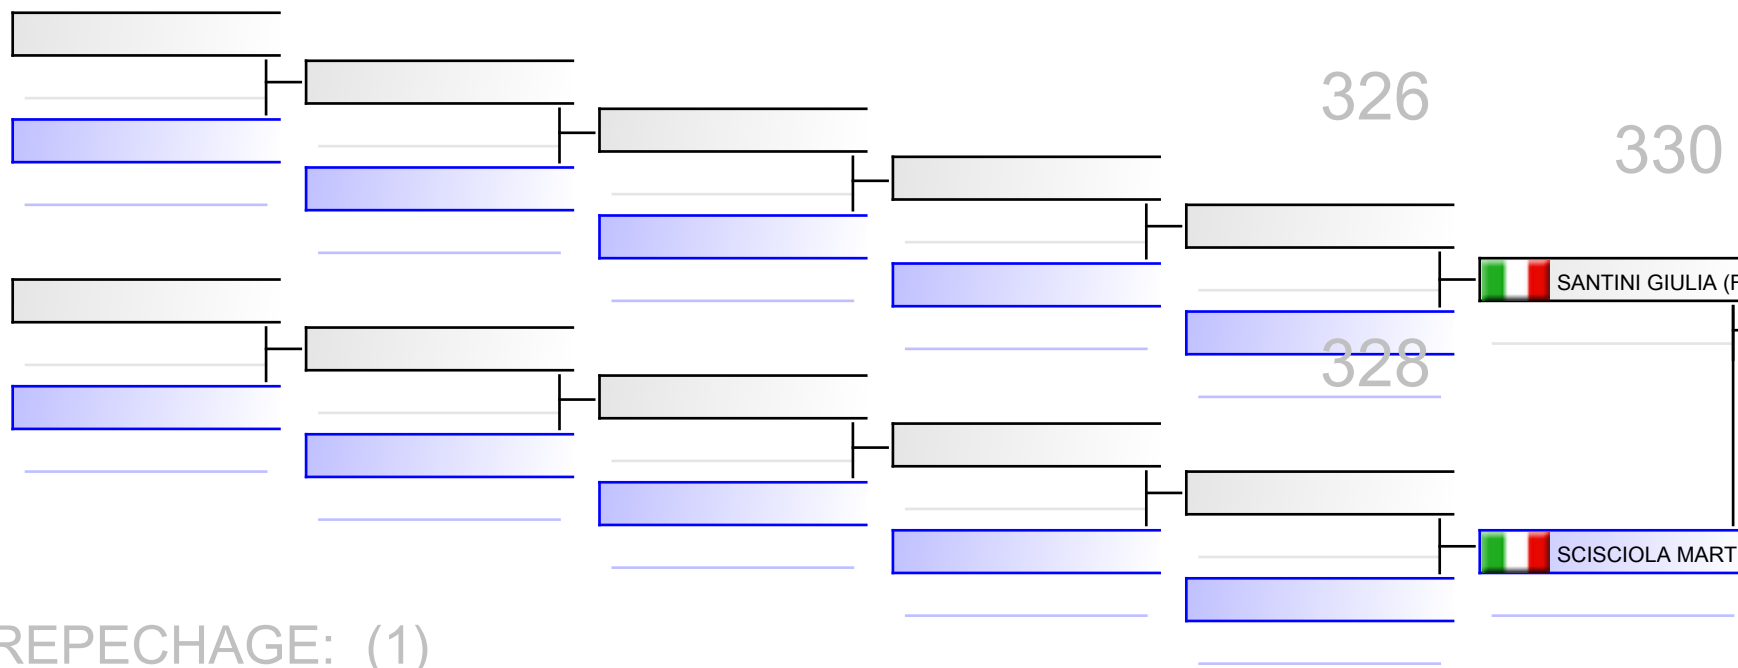 326
330
SANTINI GIULIA (F
328
SCISCIOLA MART
REPECHAGE: (1)